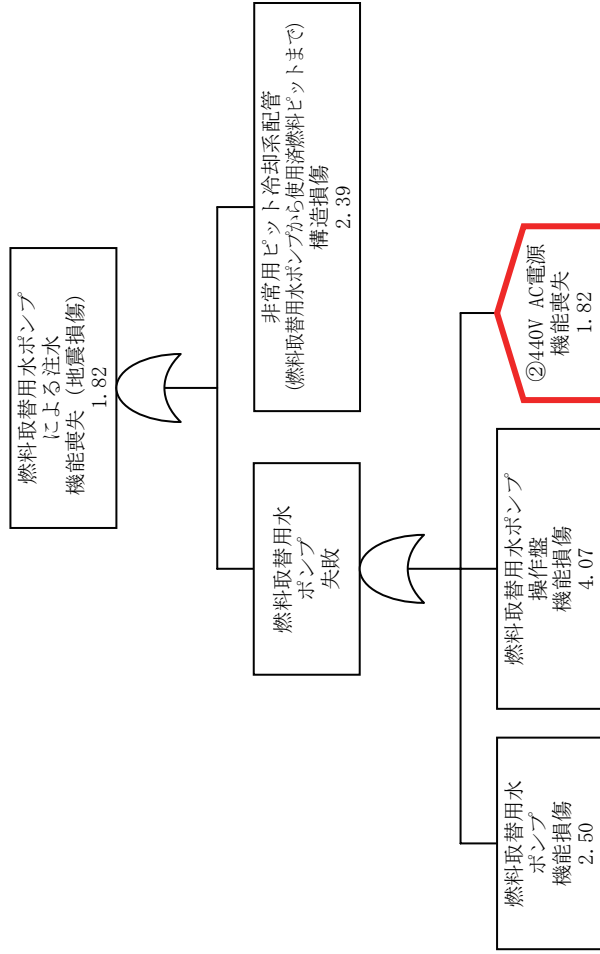 燃料取替用水ポンプ
による注水
機能喪失（地震損傷）
1.82
燃料取替用水
ポンプ
失敗
非常用ピット冷却系配管
(燃料取替用水ポンプから使用済燃料ピットまで)
構造損傷
2.39
燃料取替用水
ポンプ
機能損傷
2.50
燃料取替用水ポンプ
操作盤
機能損傷
4.07
②440V AC電源
機能喪失
1.82